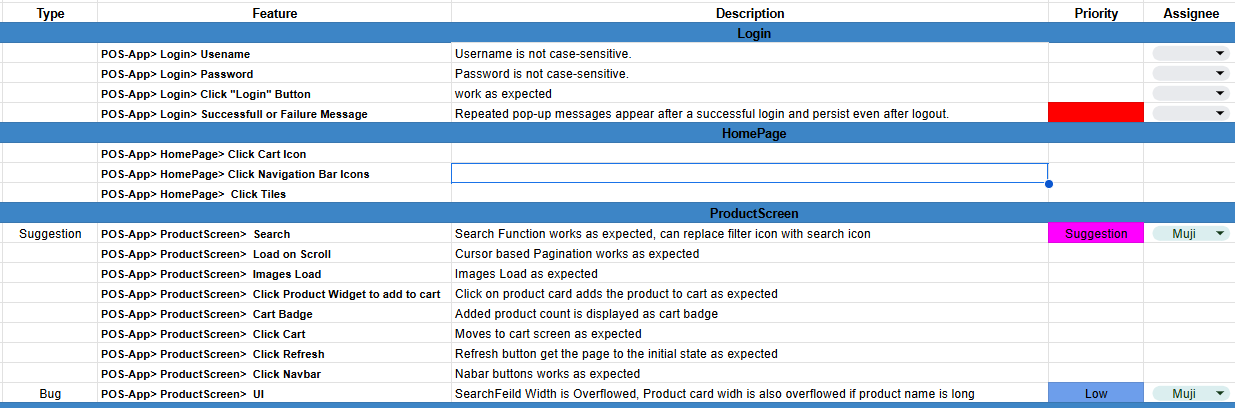 Type Feature Description Priority Assignee
Login
POS-App> Login> Usename Username is not case-sensitive.
POS-App> Login> Password Password is not case-sensitive.
POS-App> Login> Click "Login" Button work as expected
POS-App> Login> Successfull or Failure Message Repeated pop-up messages appear after a successful login and persist even after logout.
HomePage
POS-App> HomePage> Click Cart Icon
POS-App> HomePage> Click Navigation Bar Icons
POS-App> HomePage> Click Tiles
ProductScreen
Suggestion POS-App> ProductScreen> Search Search Function works as expected, can replace filter icon with search icon Suggestion Muji
POS-App> ProductScreen> Load on Scroll Cursor based Pagination works as expected
POS-App> ProductScreen> Images Load Images Load as expected
POS-App> ProductScreen> Click Product Widget to add to cart Click on product card adds the product to cart as expected
POS-App> ProductScreen> Cart Badge Added product count is displayed as cart badge
POS-App> ProductScreen> Click Cart Moves to cart screen as expected
POS-App> ProductScreen> Click Refresh Refresh button get the page to the initial state as expected
POS-App> ProductScreen> Click Navbar Nabar buttons works as expected
Bug POS-App> ProductScreen> UI SearchFeild Width is Overflowed, Product card widh is also overflowed if product name is long Low Muji